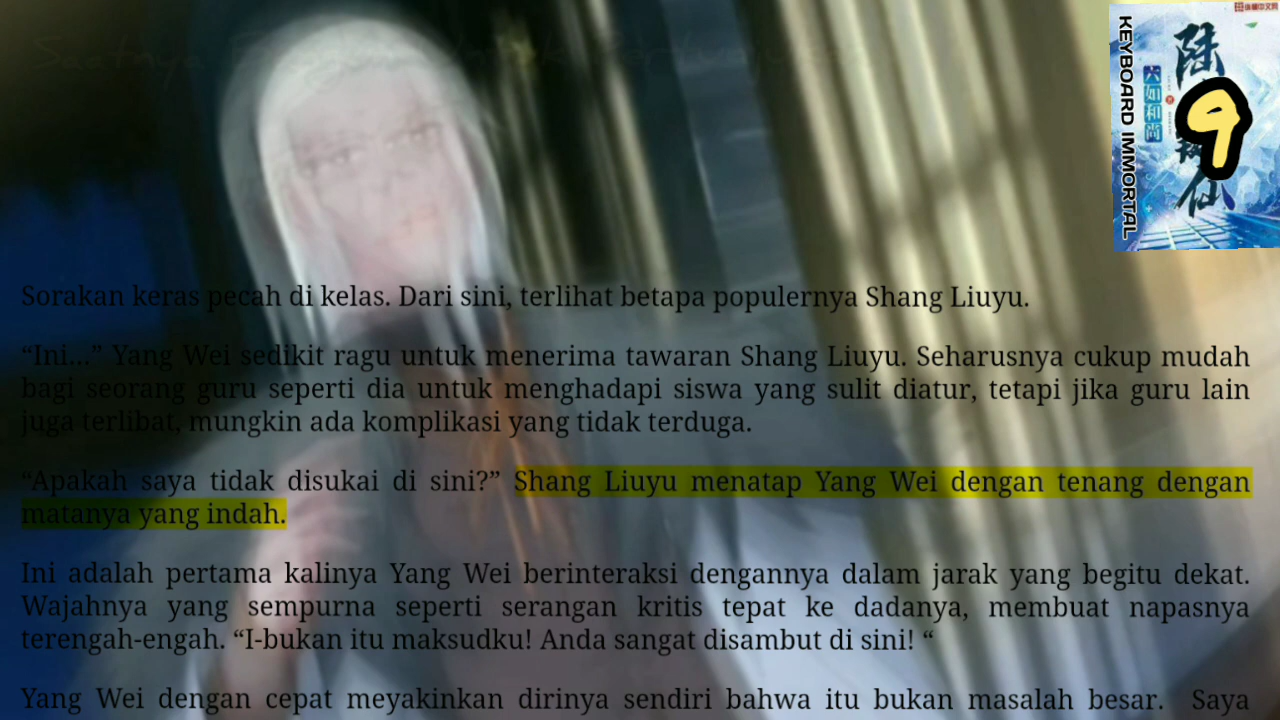 KEYBOARD IMMORTAL
六如和尚
9
仙
Sorakan keras pecah di kelas. Dari sini, terlihat betapa populernya Shang Liuyu.
“Ini...” Yang Wei sedikit ragu untuk menerima tawaran Shang Liuyu. Seharusnya cukup mudah
bagi seorang guru seperti dia untuk menghadapi siswa yang sulit diatur, tetapi jika guru lain
juga terlibat, mungkin ada komplikasi yang tidak terduga.
“Apakah saya tidak disukai di sini?” Shang Liuyu menatap Yang Wei dengan tenang dengan
matanya yang indah.
Ini adalah pertama kalinya Yang Wei berinteraksi dengannya dalam jarak yang begitu dekat.
Wajahnya yang sempurna seperti serangan kritis tepat ke dadanya, membuat napasnya
terengah-engah. “I-bukan itu maksudku! Anda sangat disambut di sini! “
Yang Wei dengan cepat meyakinkan dirinya sendiri bahwa itu bukan masalah besar. Saya